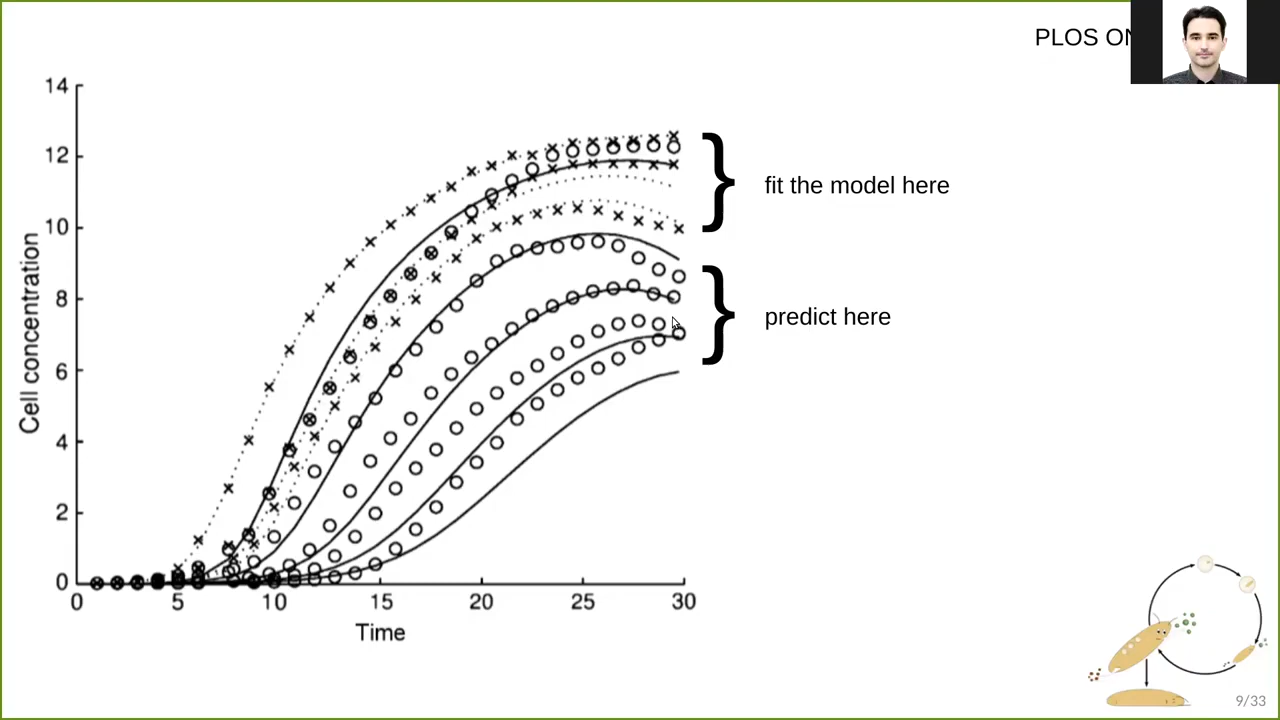 PLOS ON
14
12
fit the model here
10
8
predict here
6
4
2
0
0 5 10 15 20 25 30
Cell concentration
Time
9/33